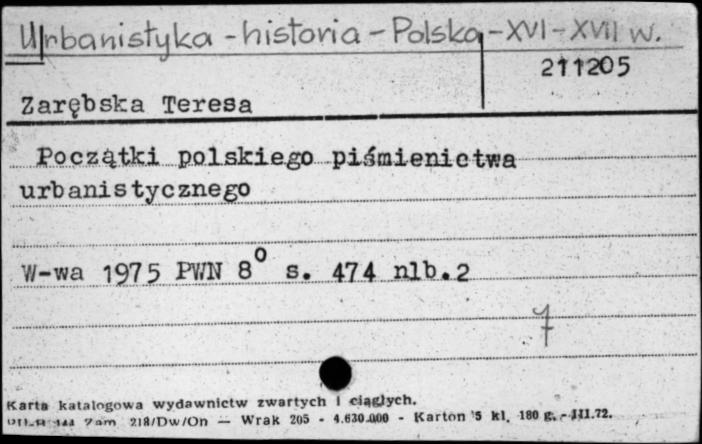 Urbanistyka - historia - Polska - XVI - XVII w.
211205
Zarębska Teresa
Początki polskiego piśmienictwa
urbanistycznego
W-wa 1975 PWN 8⁰ s. 474 nlb.2
7
Karta katalogowa wydawnictw zwartych i ciągłych.
218/Dw/On — Wrak 205 - 4.630.000 - Karton 5 kl. 180 g. - III.72.